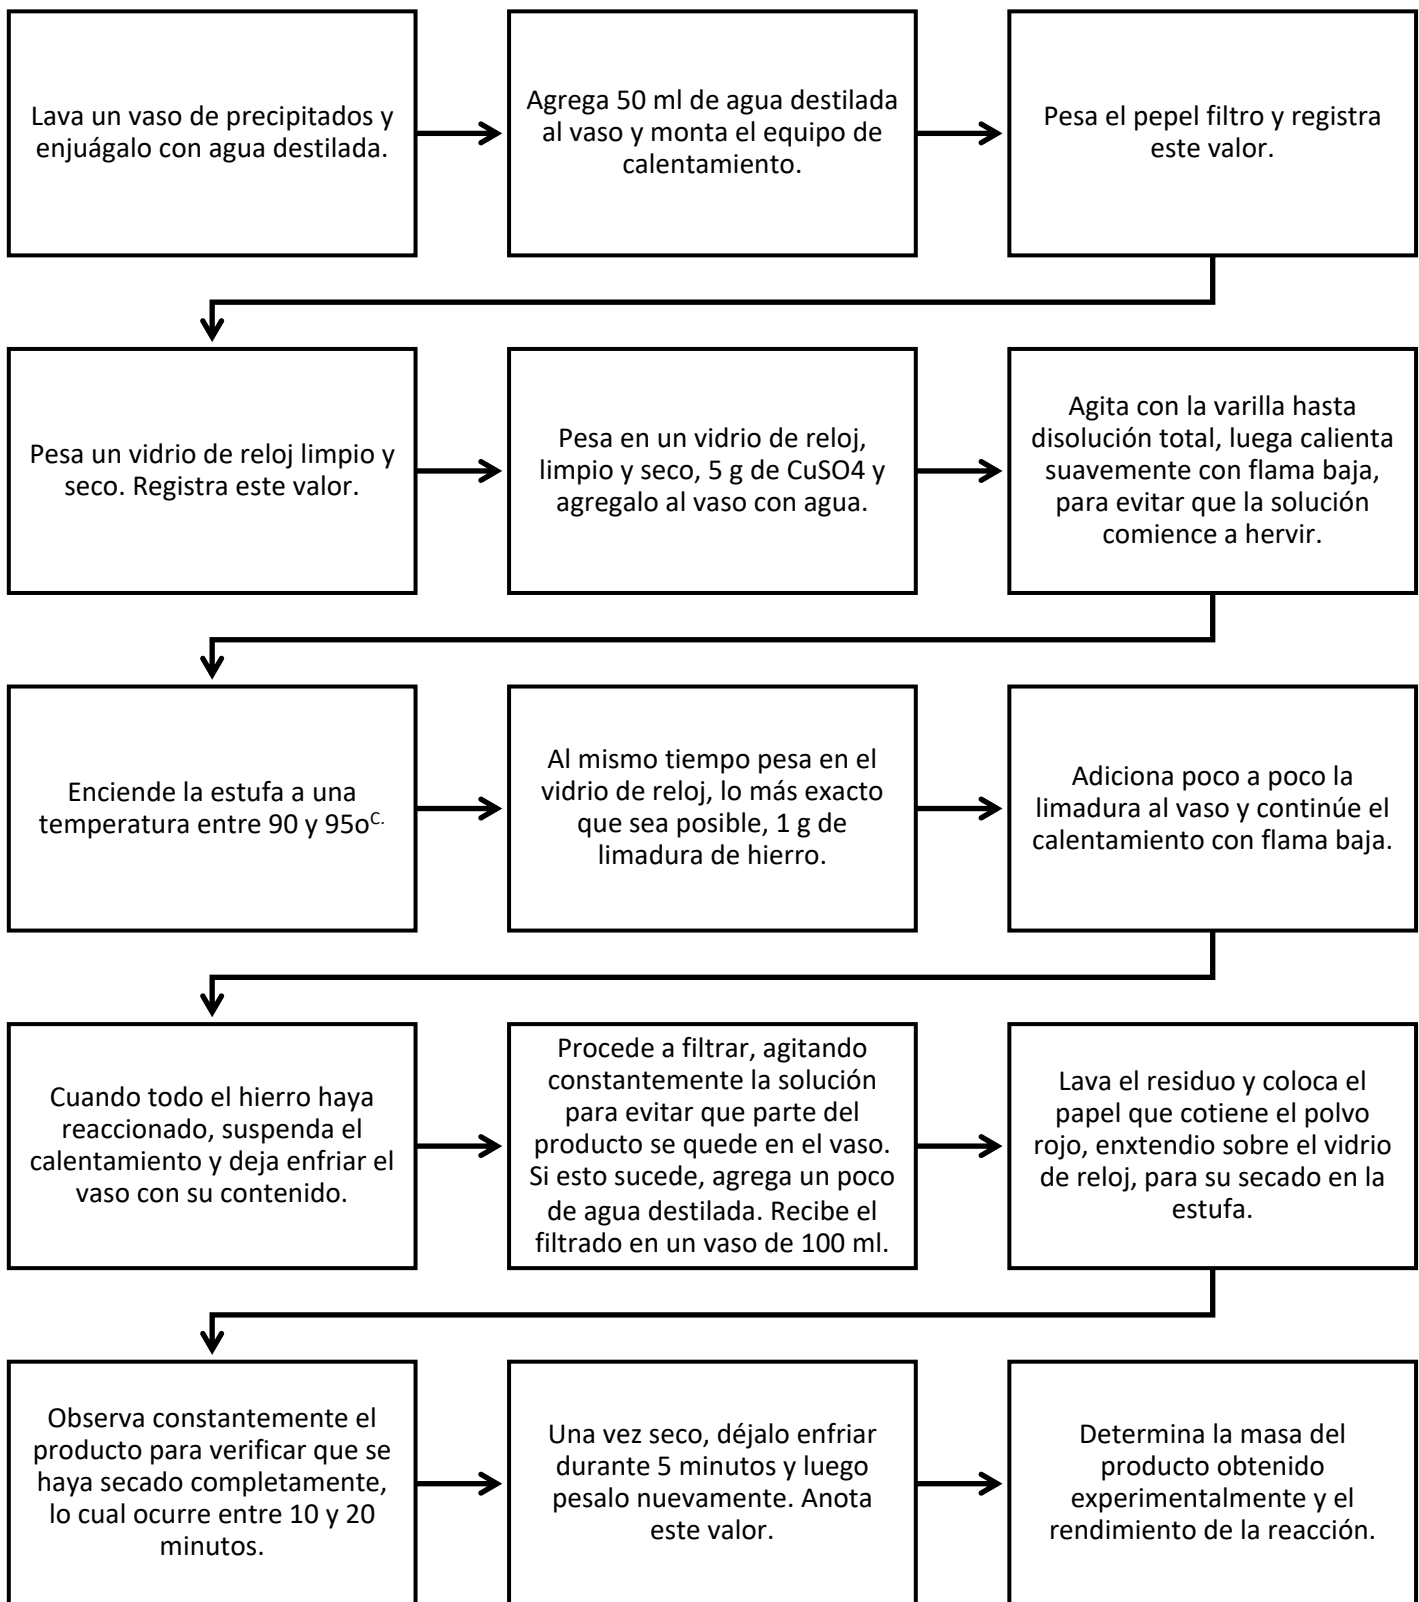 Lava un vaso de precipitados y
enjuágalo con agua destilada.
Agrega 50 ml de agua destilada
al vaso y monta el equipo de
calentamiento.
Pesa el pepel filtro y registra
este valor.
Pesa un vidrio de reloj limpio y
seco. Registra este valor.
Pesa en un vidrio de reloj,
limpio y seco, 5 g de CuSO4 y
agregalo al vaso con agua.
Agita con la varilla hasta
disolución total, luego calienta
suavemente con flama baja,
para evitar que la solución
comience a hervir.
Enciende la estufa a una
temperatura entre 90 y 95oC.
Al mismo tiempo pesa en el
vidrio de reloj, lo más exacto
que sea posible, 1 g de
limadura de hierro.
Adiciona poco a poco la
limadura al vaso y continúe el
calentamiento con flama baja.
Cuando todo el hierro haya
reaccionado, suspenda el
calentamiento y deja enfriar el
vaso con su contenido.
Procede a filtrar, agitando
constantemente la solución
para evitar que parte del
producto se quede en el vaso.
Si esto sucede, agrega un poco
de agua destilada. Recibe el
filtrado en un vaso de 100 ml.
Lava el residuo y coloca el
papel que cotiene el polvo
rojo, enxtendio sobre el vidrio
de reloj, para su secado en la
estufa.
Observa constantemente el
producto para verificar que se
haya secado completamente,
lo cual ocurre entre 10 y 20
minutos.
Una vez seco, déjalo enfriar
durante 5 minutos y luego
pesalo nuevamente. Anota
este valor.
Determina la masa del
producto obtenido
experimentalmente y el
rendimiento de la reacción.